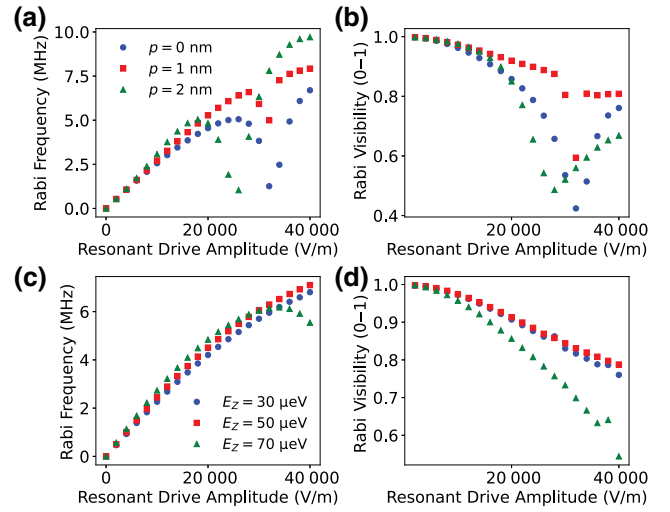 (a)
10.0
7.5
5.0
2.5
0.0
Rabi Frequency (MHz)
p = 0 nm
p = 1 nm
p = 2 nm
0
20 000
40 000
Resonant Drive Amplitude (V/m)
(b)
1.0
0.8
0.6
0.4
Rabi Visibility (0−1)
20 000
40 000
Resonant Drive Amplitude (V/m)
(c)
6
4
2
0
Rabi Frequency (MHz)
E_Z = 30 μeV
E_Z = 50 μeV
E_Z = 70 μeV
0
20 000
40 000
Resonant Drive Amplitude (V/m)
(d)
1.0
0.9
0.8
0.7
0.6
Rabi Visibility (0−1)
20 000
40 000
Resonant Drive Amplitude (V/m)